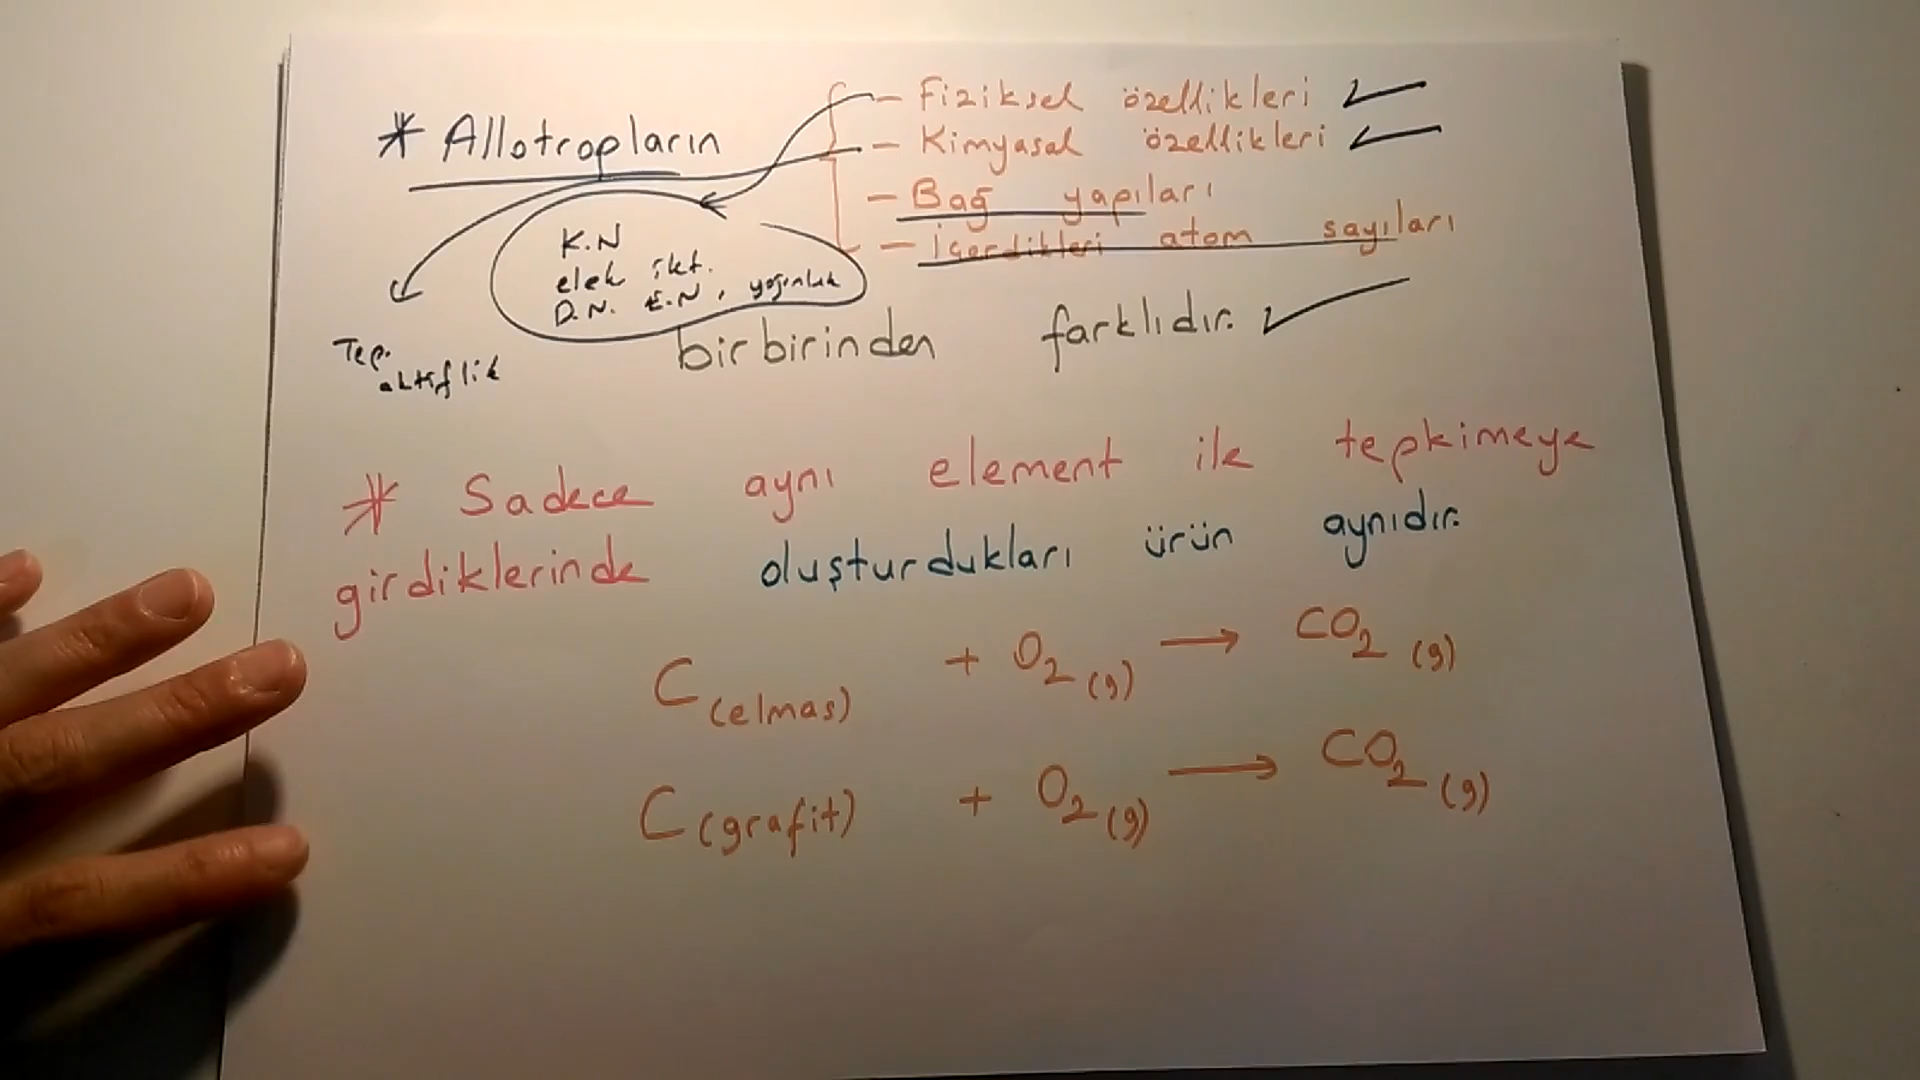 * Allotropların
- Fiziksel özellikleri
- Kimyasal özellikleri
- Bağ yapıları
- İçerdikleri atom sayıları
K.N
elek ikt.
D.N. E.N, yoğunluk
birbirinden farklıdır.
Tep.
aktiflik
* Sadece aynı element ile tepkimeye
girdiklerinde oluşturdukları ürün aynıdır.
C(elmas) + O2(g) → CO2(g)
C(grafit) + O2(g) → CO2(g)